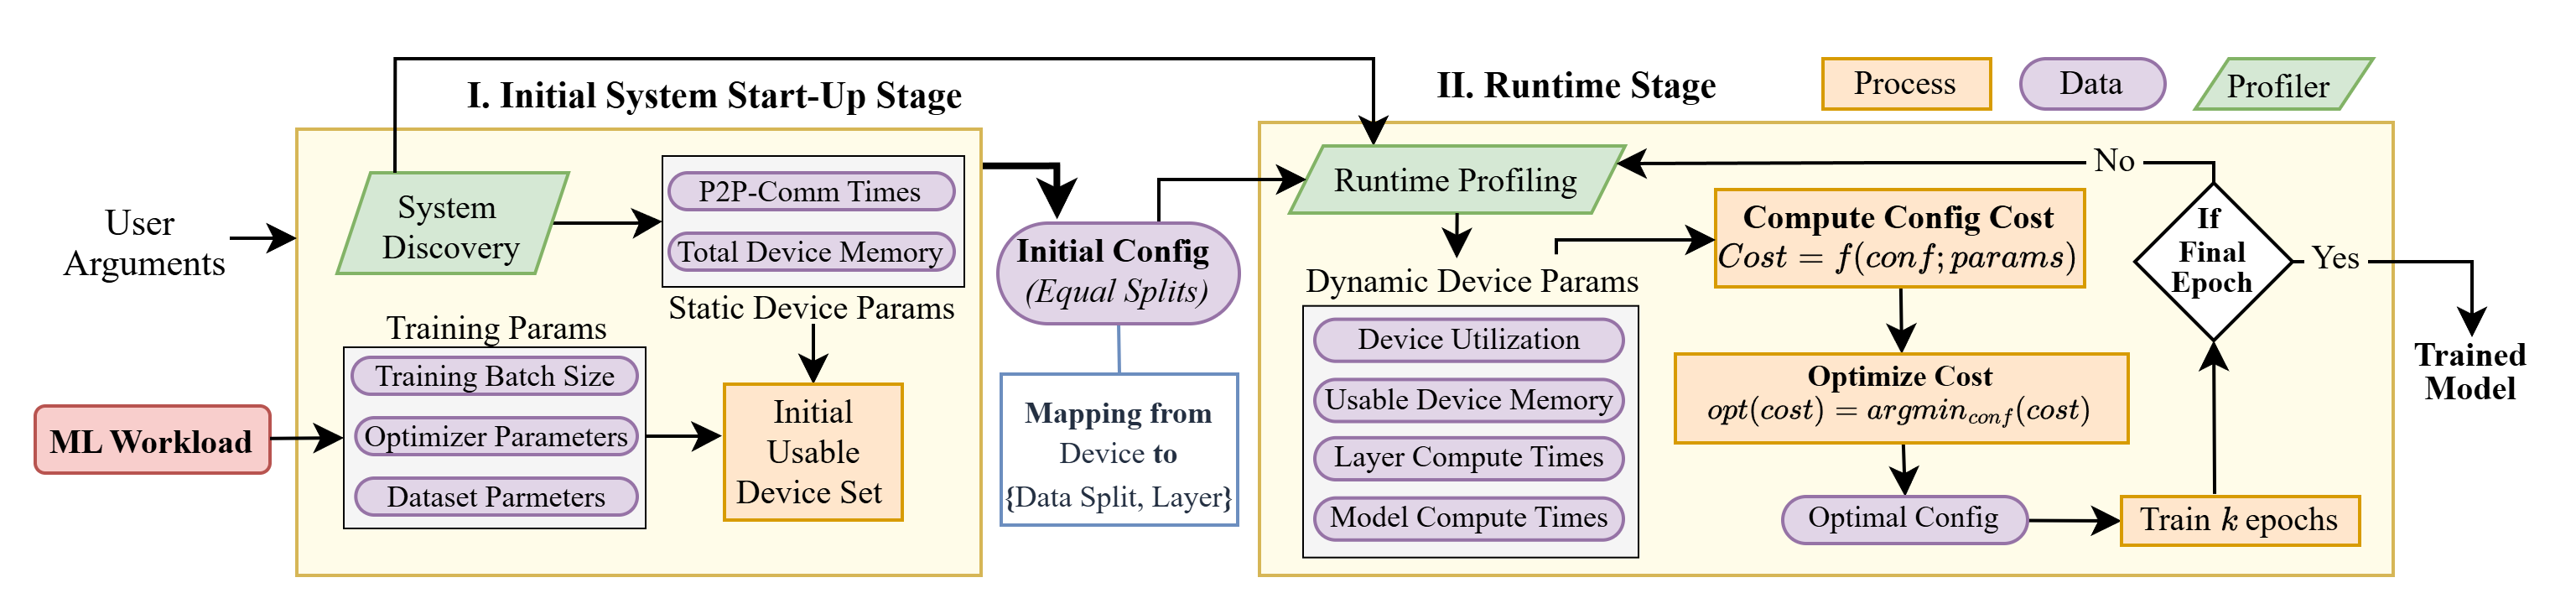 I. Initial System Start-Up Stage
II. Runtime Stage
Process
Data
Profiler
User
Arguments
System
Discovery
P2P-Comm Times
Total Device Memory
Static Device Params
Training Params
Training Batch Size
Optimizer Parameters
Dataset Parmeters
ML Workload
Initial
Usable
Device Set
Initial Config
(Equal Splits)
Mapping from
Device to
{Data Split, Layer}
Runtime Profiling
Dynamic Device Params
Device Utilization
Usable Device Memory
Layer Compute Times
Model Compute Times
Compute Config Cost
Cost = f(conf; params)
Optimize Cost
opt(cost) = argmin_conf(cost)
Optimal Config
Train k epochs
If
Final
Epoch
No
Yes
Trained
Model